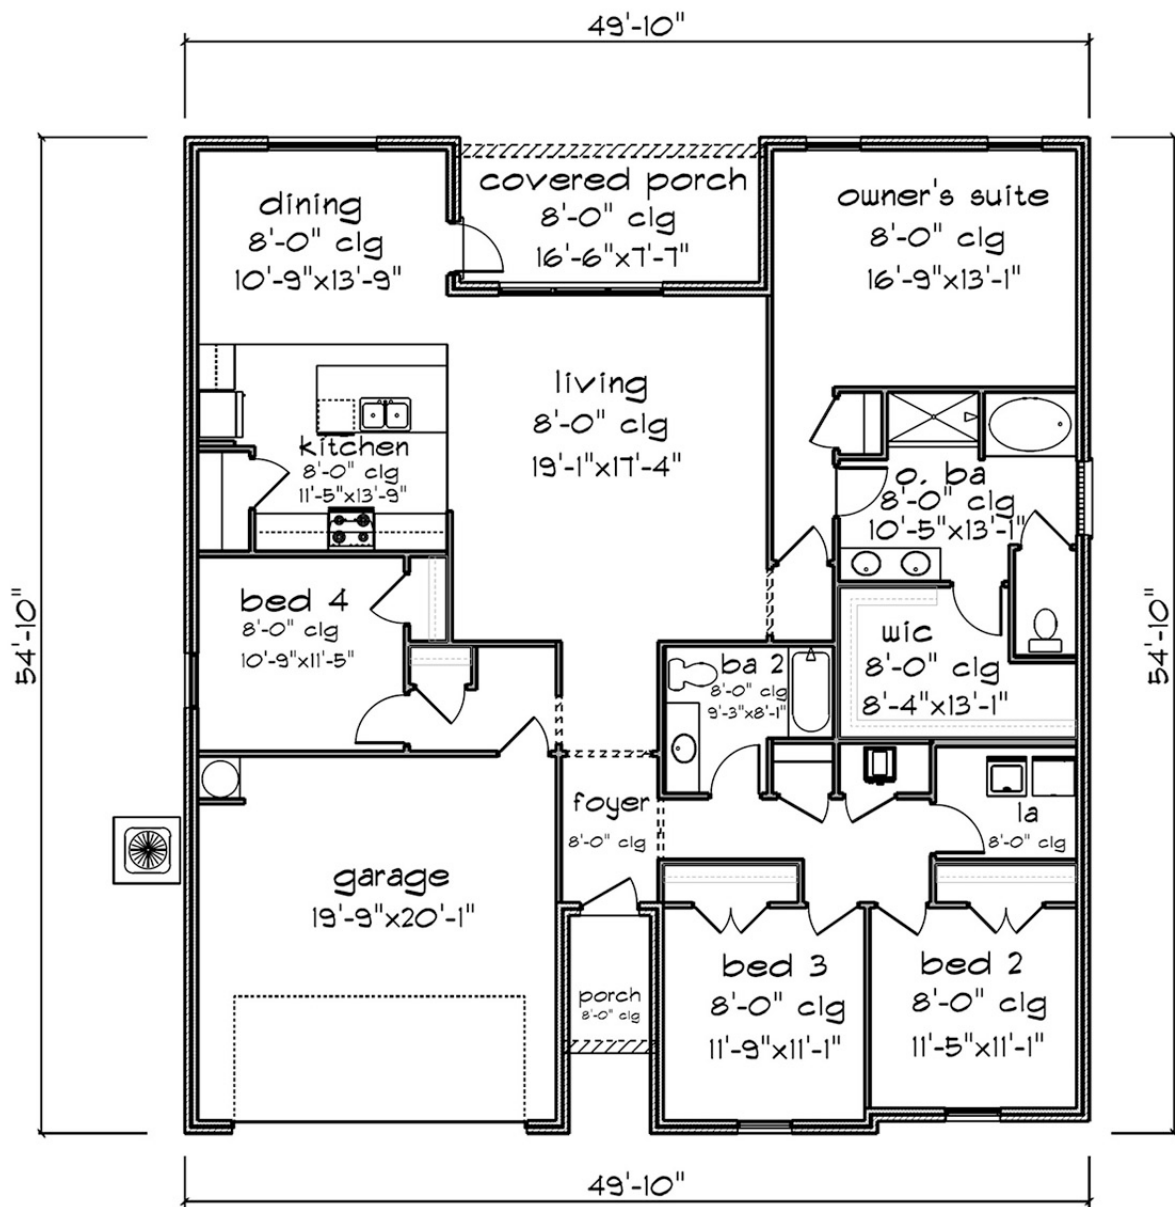 49'-10"
covered porch
8'-0" clg
16'-6"x7'-7"
dining
8'-0" clg
10'-9"x13'-9"
owner's suite
8'-0" clg
16'-9"x13'-1"
living
8'-0" clg
19'-1"x17'-4"
kitchen
8'-0" clg
11'-5"x13'-9"
o. ba
8'-0" clg
10'-5"x13'-1"
54'-10"
54'-10"
bed 4
8'-0" clg
10'-9"x11'-5"
wic
8'-0" clg
8'-4"x13'-1"
ba 2
8'-0" clg
9'-3"x8'-1"
foyer
8'-0" clg
la
8'-0" clg
garage
19'-9"x20'-1"
porch
8'-0" clg
bed 3
8'-0" clg
11'-9"x11'-1"
bed 2
8'-0" clg
11'-5"x11'-1"
49'-10"